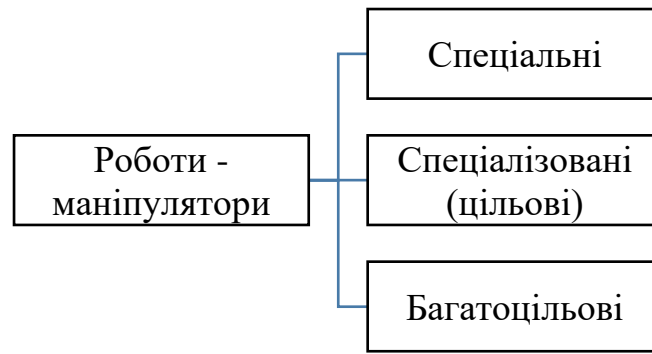 Роботи -
маніпулятори
Спеціальні
Спеціалізовані
(цільові)
Багатоцільові